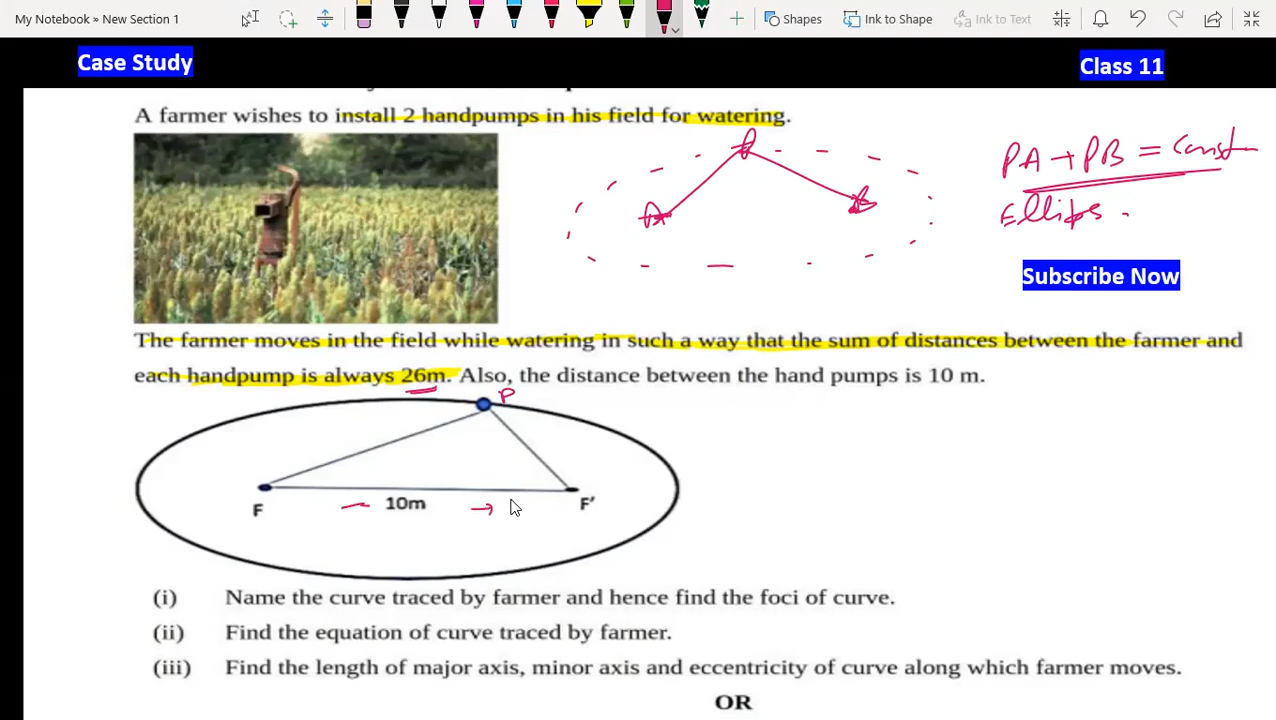 My Notebook » New Section 1
Shapes
Ink to Shape
Ink to Text
Case Study
Class 11
A farmer wishes to install 2 handpumps in his field for watering.
P
A
B
PA + PB = Const
Ellips .
Subscribe Now
The farmer moves in the field while watering in such a way that the sum of distances between the farmer and
each handpump is always 26m. Also, the distance between the hand pumps is 10 m.
P
F
10m
F'
(i) Name the curve traced by farmer and hence find the foci of curve.
(ii) Find the equation of curve traced by farmer.
(iii) Find the length of major axis, minor axis and eccentricity of curve along which farmer moves.
OR